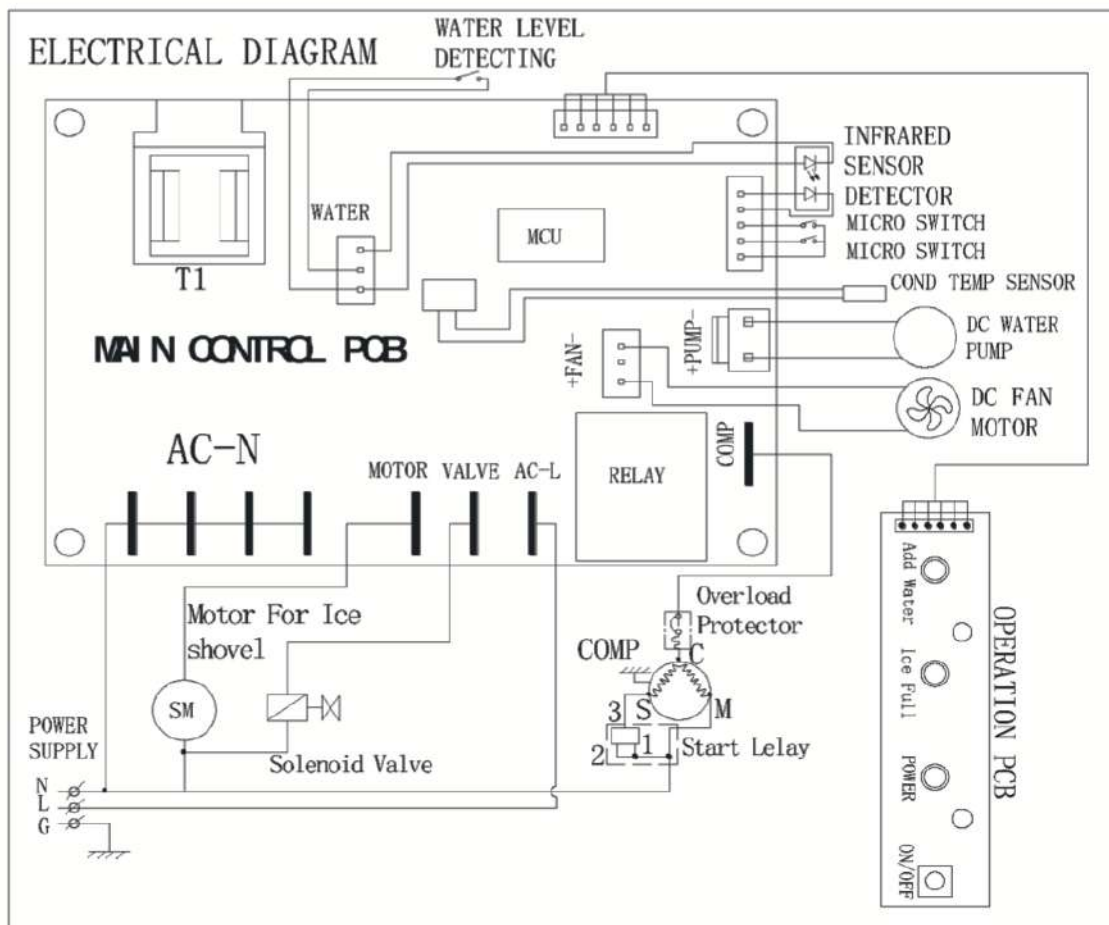 ELECTRICAL DIAGRAM
WATER LEVEL
DETECTING
INFRARED
SENSOR
DETECTOR
MICRO SWITCH
MICRO SWITCH
WATER
MCU
T1
COND TEMP SENSOR
MAIN CONTROL PCB
+FAN-
+PUMP-
DC WATER
PUMP
DC FAN
MOTOR
AC-N
MOTOR
VALVE
AC-L
RELAY
COMP
Motor For Ice
shovel
Overload
Protector
COMP
C
S
M
SM
3
2
1
Start Lelay
Solenoid Valve
POWER
SUPPLY
N
L
G
Add Water
Ice Full
POWER
ON/OFF
OPERATION PCB